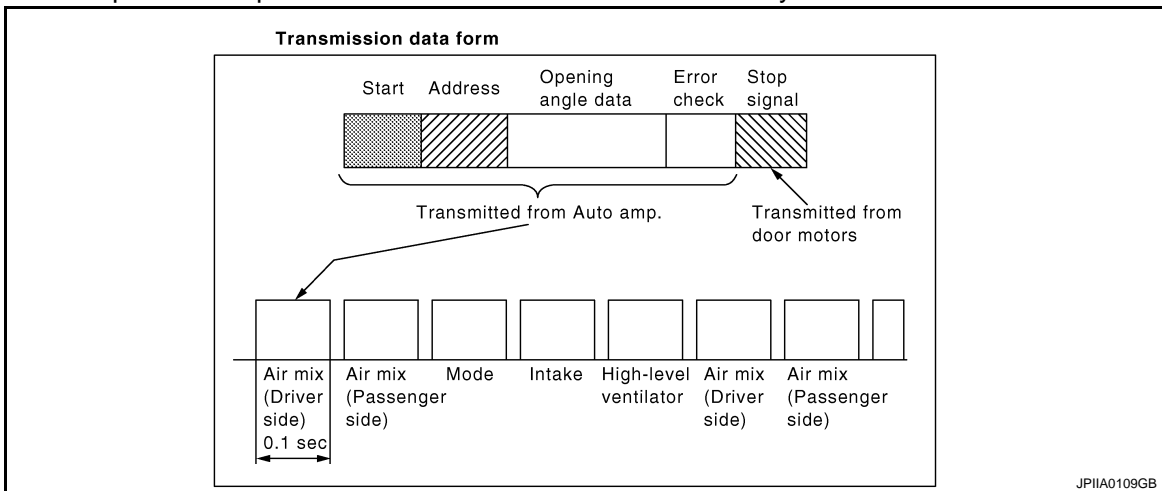 Transmission data form
Start Address Opening angle data Error check Stop signal
Transmitted from Auto amp.
Transmitted from
door motors
Air mix
(Driver
side)
0.1 sec
Air mix
(Passenger
side)
Mode
Intake
High-level
ventilator
Air mix
(Driver
side)
Air mix
(Passenger
side)
JPIIA0109GB